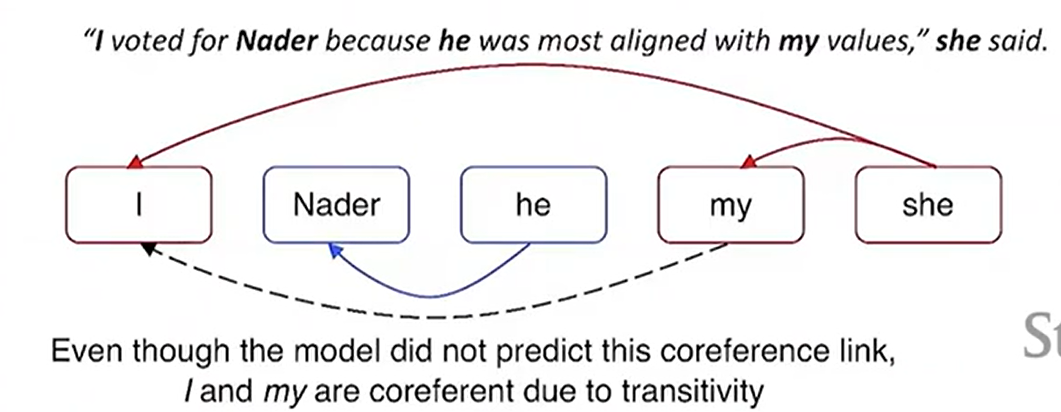 “I voted for Nader because he was most aligned with my values,” she said.
I Nader he my she
Even though the model did not predict this coreference link,
I and my are coreferent due to transitivity